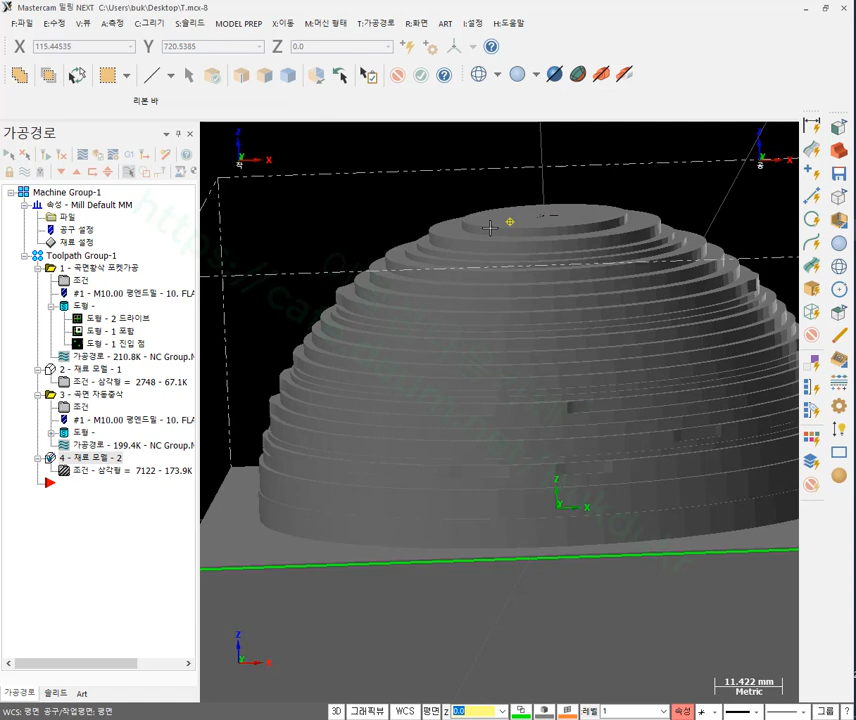 Mastercam 밀링 NEXT C:\Users\buk\Desktop\T.mcx-8
F:파일 E:수정 V:뷰 A:측정 C:그리기 S:솔리드 MODEL PREP X:이동 M:머신 형태 T:가공경로 R:화면 ART I:설정 H:도움말
X 115.44535 Y 720.5385 Z 0.0
리본 바
가공경로
G1
Machine Group-1
속성 - Mill Default MM
파일
공구 설정
재료 설정
Toolpath Group-1
1 - 곡면황삭 포켓가공
조건
#1 - M10.00 평엔드밀 - 10. FLA
도형 -
도형 - 2 드라이브
도형 - 1 포함
도형 - 1 진입 점
가공경로 - 210.8K - NC Group.N
2 - 재료 모델 - 1
조건 - 삼각형 = 2748 - 67.1K
3 - 곡면 자동중삭
조건
#1 - M10.00 평엔드밀 - 10. FLA
도형 -
가공경로 - 199.4K - NC Group.N
4 - 재료 모델 - 2
조건 - 삼각형 = 7122 - 173.9K
Z
X
Y
Z
X
Z
Y
X
Z
X
11.422 mm
Metric
가공경로 솔리드 Art
WCS: 평면 공구/작업평면: 평면
3D 그래픽뷰 WCS 평면 Z 0.0 레벨 1 속성 그룹 ?